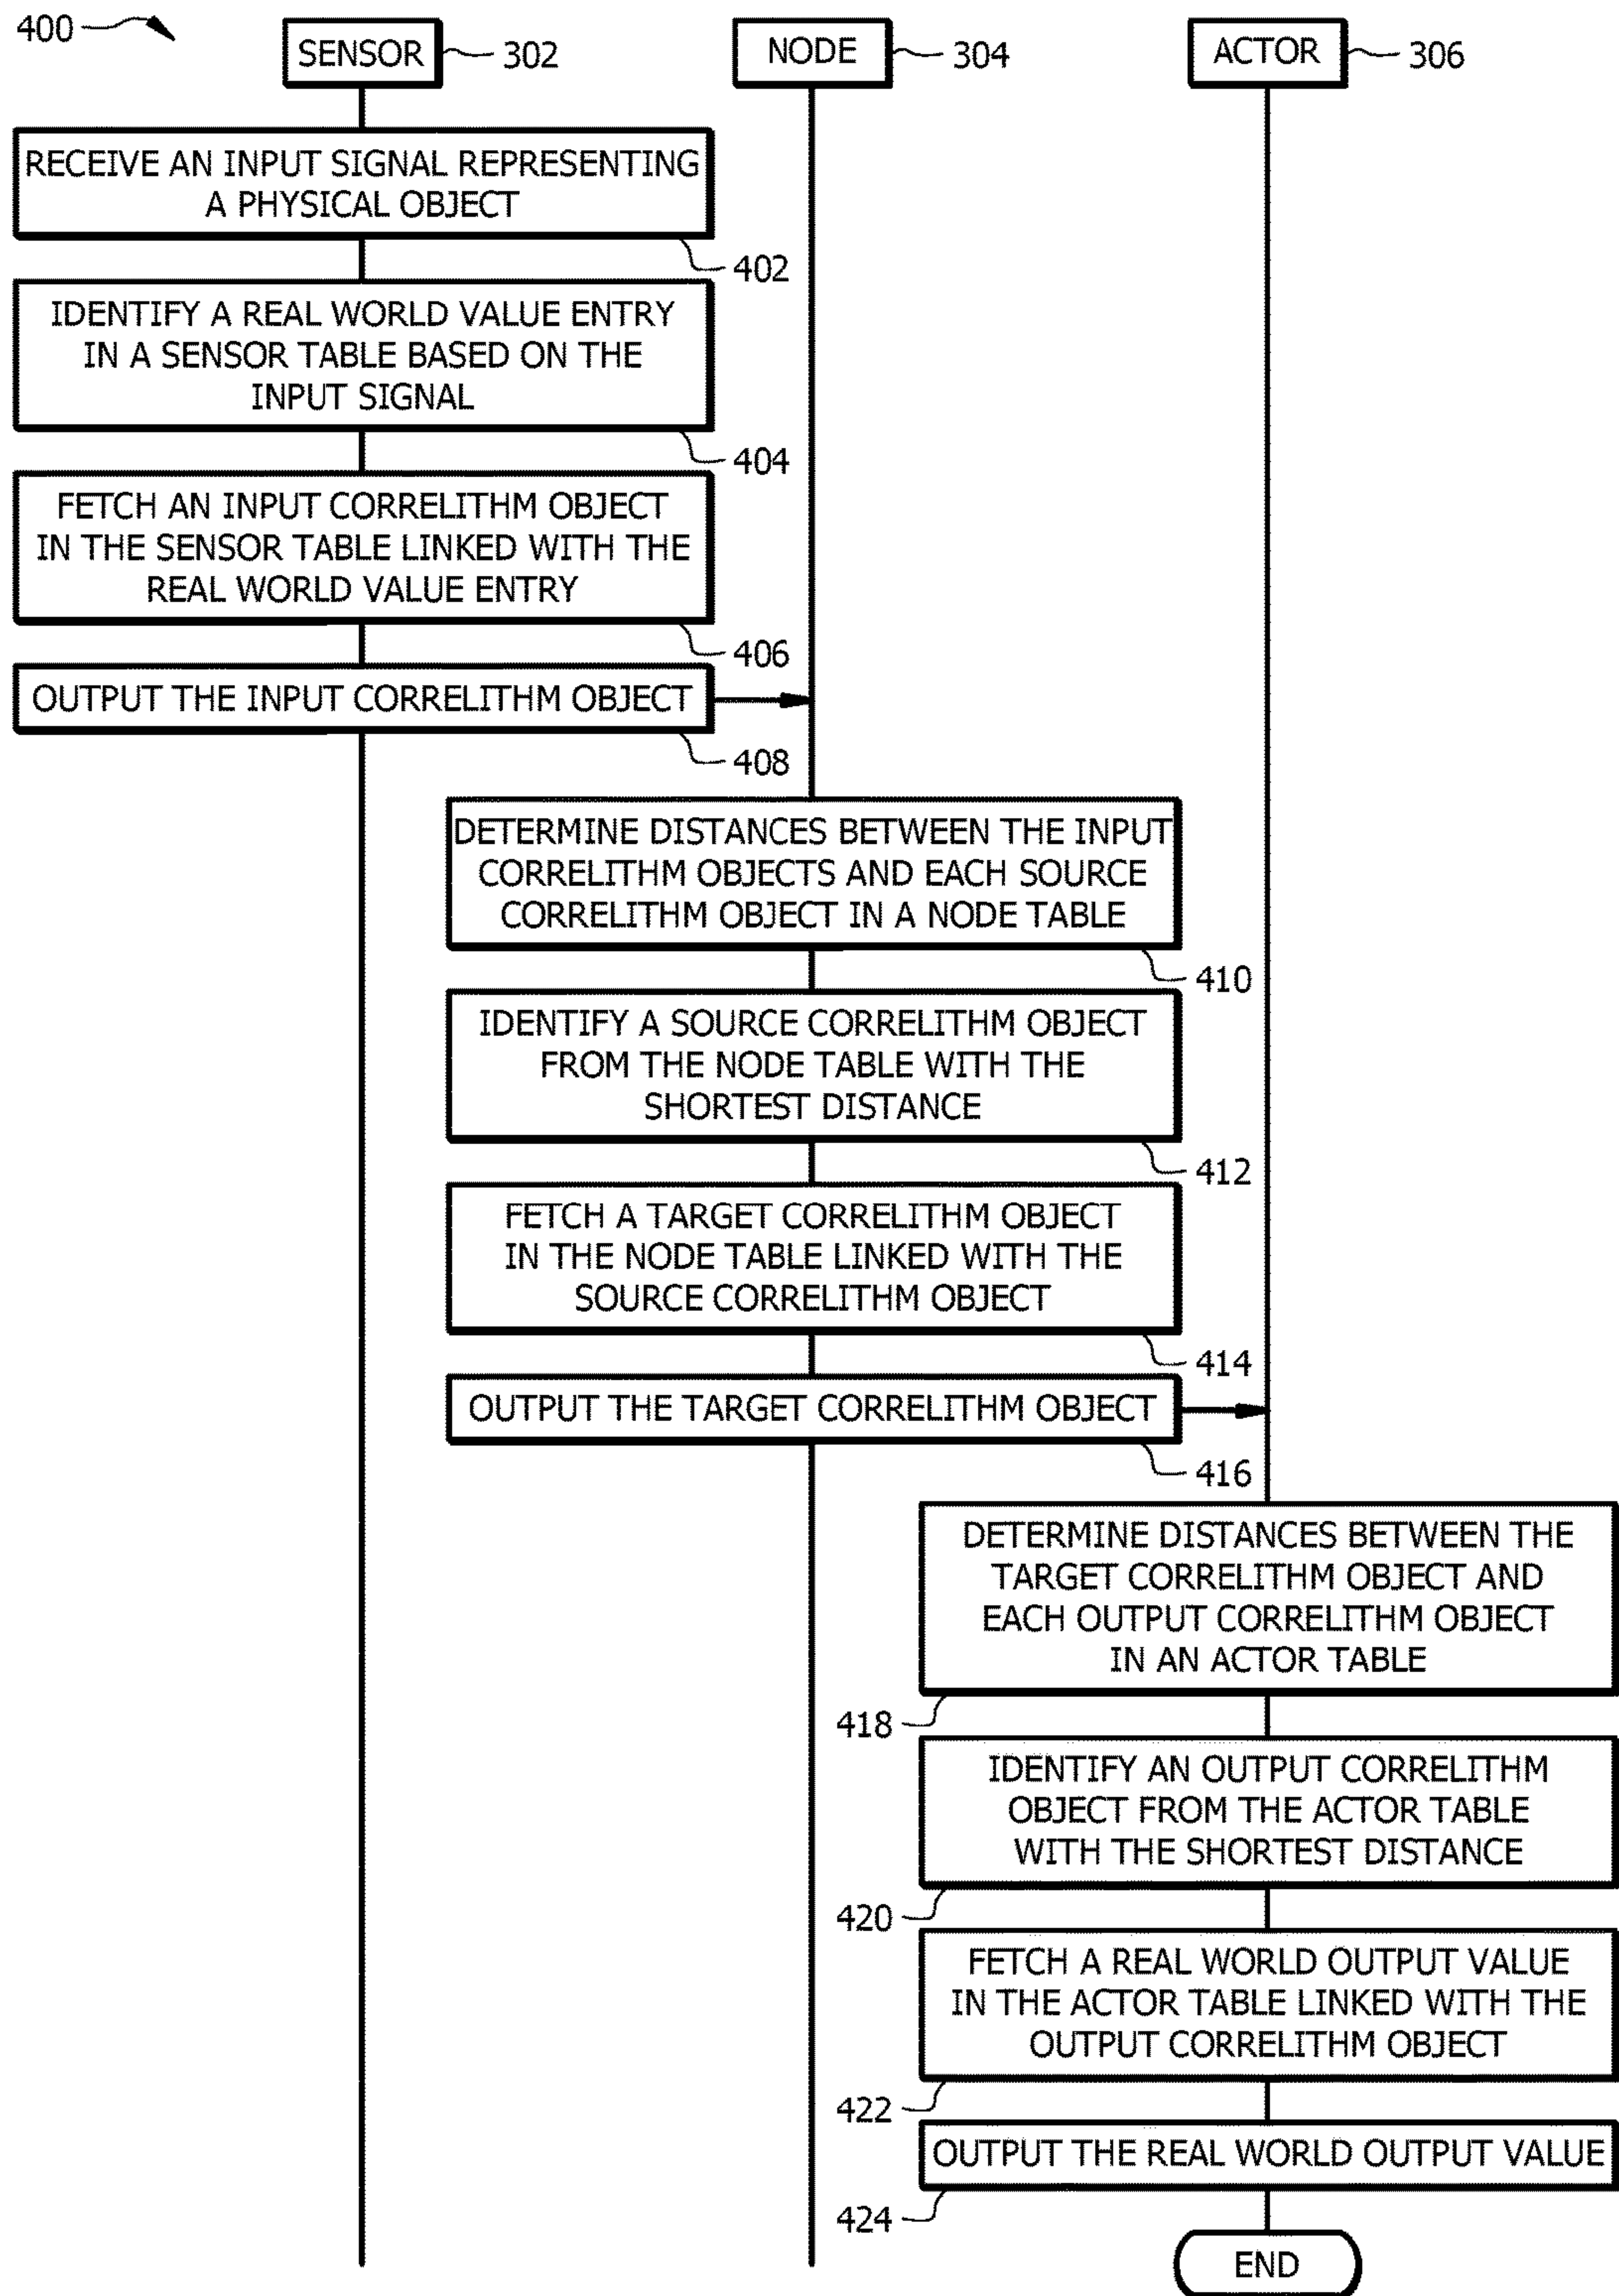 400
SENSOR
302
NODE
304
ACTOR
306
RECEIVE AN INPUT SIGNAL REPRESENTING
A PHYSICAL OBJECT
402
IDENTIFY A REAL WORLD VALUE ENTRY
IN A SENSOR TABLE BASED ON THE
INPUT SIGNAL
404
FETCH AN INPUT CORRELITHM OBJECT
IN THE SENSOR TABLE LINKED WITH THE
REAL WORLD VALUE ENTRY
406
OUTPUT THE INPUT CORRELITHM OBJECT
408
DETERMINE DISTANCES BETWEEN THE INPUT
CORRELITHM OBJECTS AND EACH SOURCE
CORRELITHM OBJECT IN A NODE TABLE
410
IDENTIFY A SOURCE CORRELITHM OBJECT
FROM THE NODE TABLE WITH THE
SHORTEST DISTANCE
412
FETCH A TARGET CORRELITHM OBJECT
IN THE NODE TABLE LINKED WITH THE
SOURCE CORRELITHM OBJECT
414
OUTPUT THE TARGET CORRELITHM OBJECT
416
DETERMINE DISTANCES BETWEEN THE
TARGET CORRELITHM OBJECT AND
EACH OUTPUT CORRELITHM OBJECT
IN AN ACTOR TABLE
418
IDENTIFY AN OUTPUT CORRELITHM
OBJECT FROM THE ACTOR TABLE
WITH THE SHORTEST DISTANCE
420
FETCH A REAL WORLD OUTPUT VALUE
IN THE ACTOR TABLE LINKED WITH THE
OUTPUT CORRELITHM OBJECT
422
OUTPUT THE REAL WORLD OUTPUT VALUE
424
END